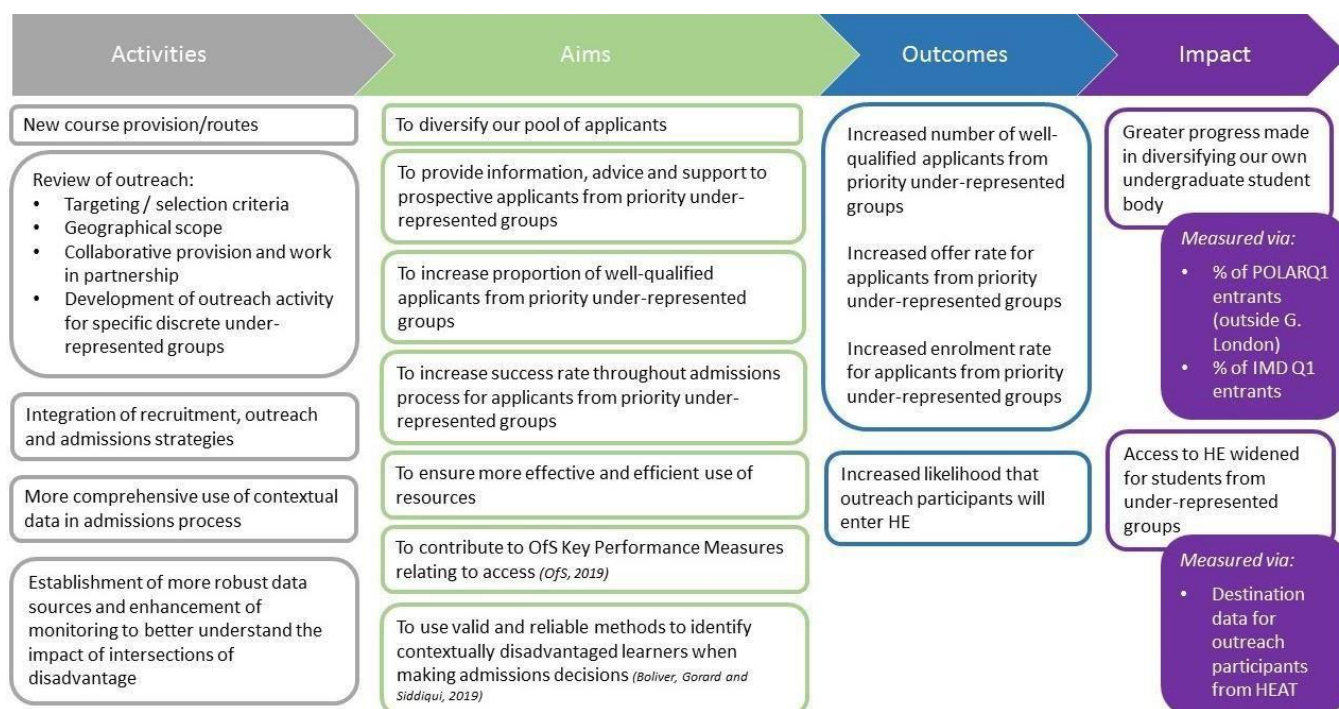 Activities
Aims
Outcomes
Impact
New course provision/routes
Review of outreach:
• Targeting / selection criteria
• Geographical scope
• Collaborative provision and work
in partnership
• Development of outreach activity
for specific discrete under-
represented groups
Integration of recruitment, outreach
and admissions strategies
More comprehensive use of contextual
data in admissions process
Establishment of more robust data
sources and enhancement of
monitoring to better understand the
impact of intersections of
disadvantage
To diversify our pool of applicants
To provide information, advice and support to
prospective applicants from priority under-
represented groups
To increase proportion of well-qualified
applicants from priority under-represented
groups
To increase success rate throughout admissions
process for applicants from priority under-
represented groups
To ensure more effective and efficient use of
resources
To contribute to OfS Key Performance Measures
relating to access (OfS, 2019)
To use valid and reliable methods to identify
contextually disadvantaged learners when
making admissions decisions (Boliver, Gorard and
Siddiqui, 2019)
Increased number of well-
qualified applicants from
priority under-represented
groups
Increased offer rate for
applicants from priority
under-represented groups
Increased enrolment rate
for applicants from priority
under-represented groups
Increased likelihood that
outreach participants will
enter HE
Greater progress made
in diversifying our own
undergraduate student
body
Measured via:
• % of POLARQ1
entrants
(outside G.
London)
• % of IMD Q1
entrants
Access to HE widened
for students from
under-represented
groups
Measured via:
• Destination
data for
outreach
participants
from HEAT